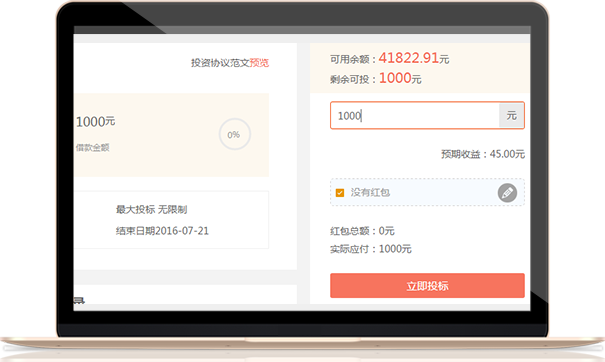 投资协议范文预览
1000元
借款金额
0%
最大投标 无限制
结束日期2016-07-21
可用余额：41822.91元
剩余可投：1000元
1000 元
预期收益：45.00元
没有红包
红包总额：0元
实际应付：1000元
立即投标